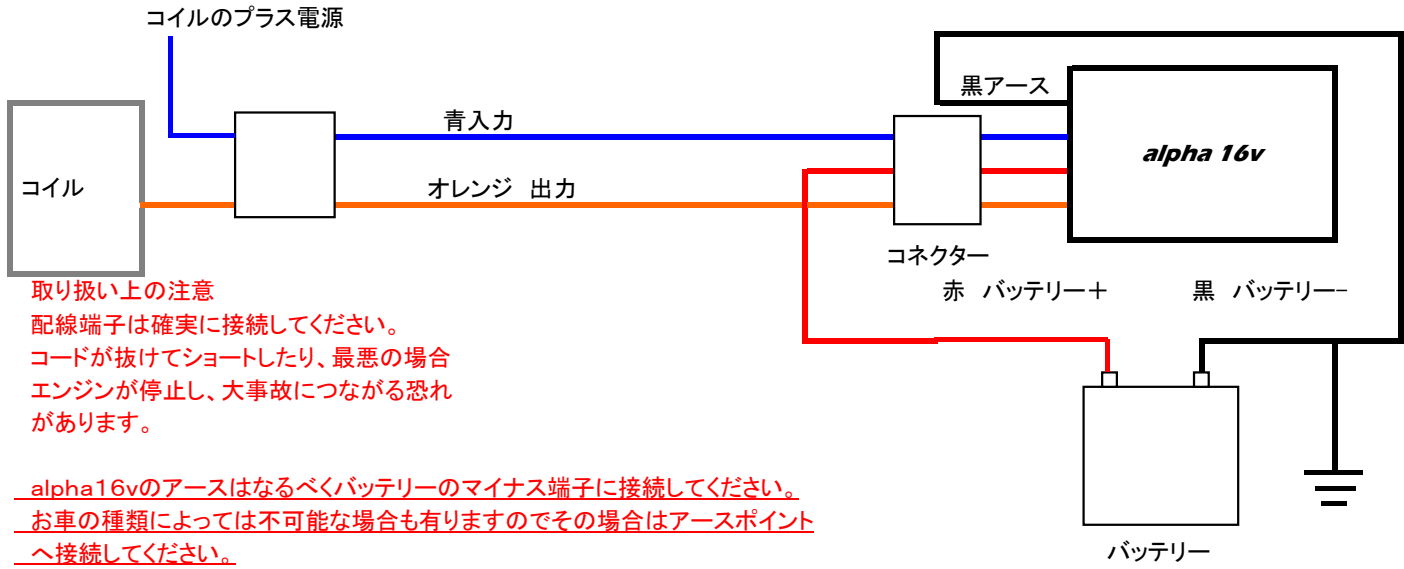 コイルのプラス電源
黒アース
青入力
alpha 16v
コイル
オレンジ 出力
コネクター
赤 バッテリー＋
黒 バッテリー−
取り扱い上の注意
配線端子は確実に接続してください。
コードが抜けてショートしたり、最悪の場合
エンジンが停止し、大事故につながる恐れ
があります。
alpha16vのアースはなるべくバッテリーのマイナス端子に接続してください。
お車の種類によっては不可能な場合も有りますのでその場合はアースポイント
へ接続してください。
バッテリー